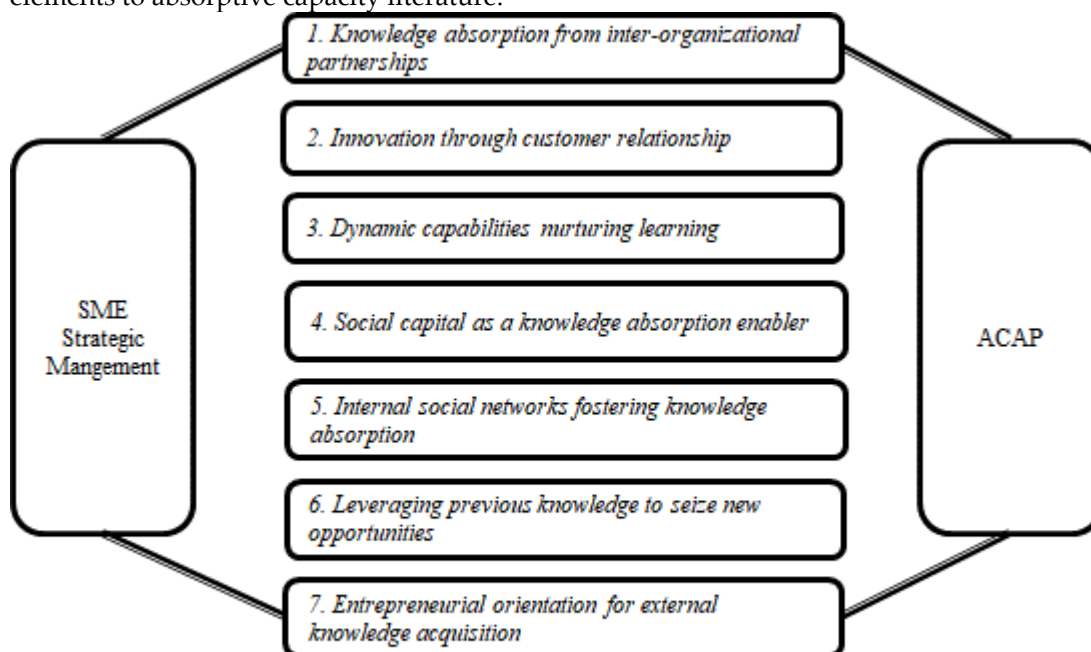 elements to absorptive capacity literature.
1. Knowledge absorption from inter-organizational
partnerships
2. Innovation through customer relationship
3. Dynamic capabilities nurturing learning
4. Social capital as a knowledge absorption enabler
5. Internal social networks fostering knowledge
absorption
6. Leveraging previous knowledge to seize new
opportunities
7. Entrepreneurial orientation for external
knowledge acquisition
SME
Strategic
Mangement
ACAP